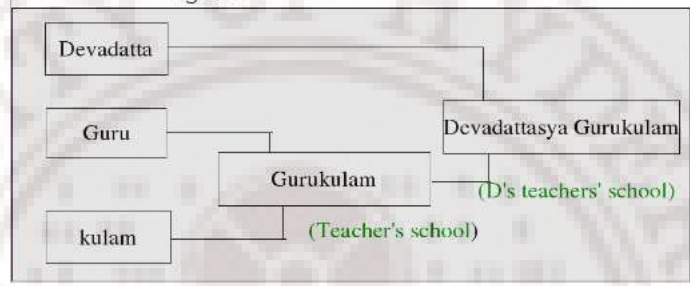 Devadatta
Guru
Devadattasya Gurukulam
Gurukulam
(D's teachers' school)
(Teacher's school)
kulam